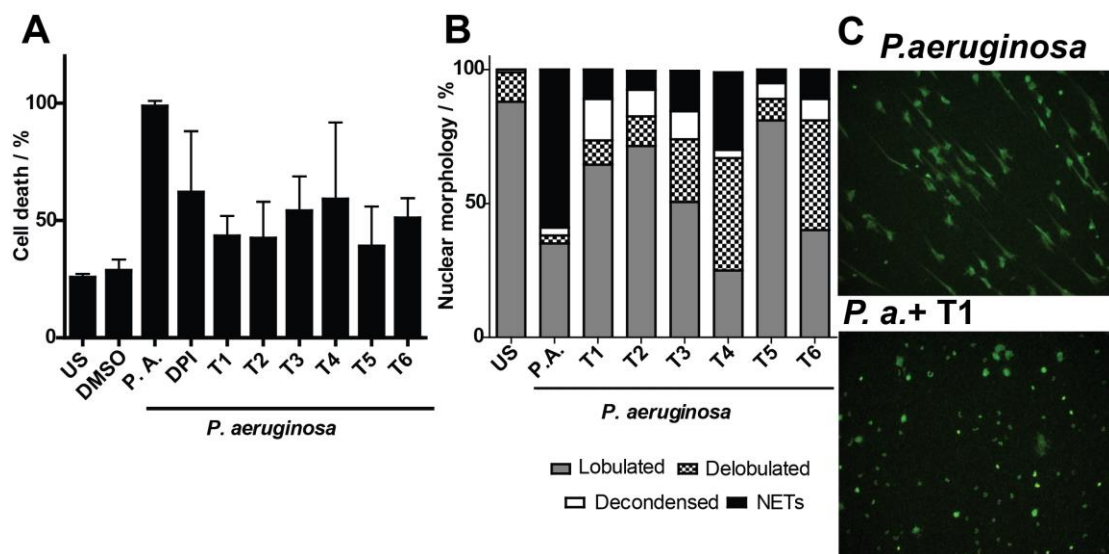 A
Cell death / %
100
50
0
US
DMSO
P. A.
DPI
T1
T2
T3
T4
T5
T6
P. aeruginosa
B
Nuclear morphology / %
100
50
0
US
P.A.
T1
T2
T3
T4
T5
T6
P. aeruginosa
Lobulated
Delobulated
Decondensed
NETs
C
P.aeruginosa
P. a.+ T1